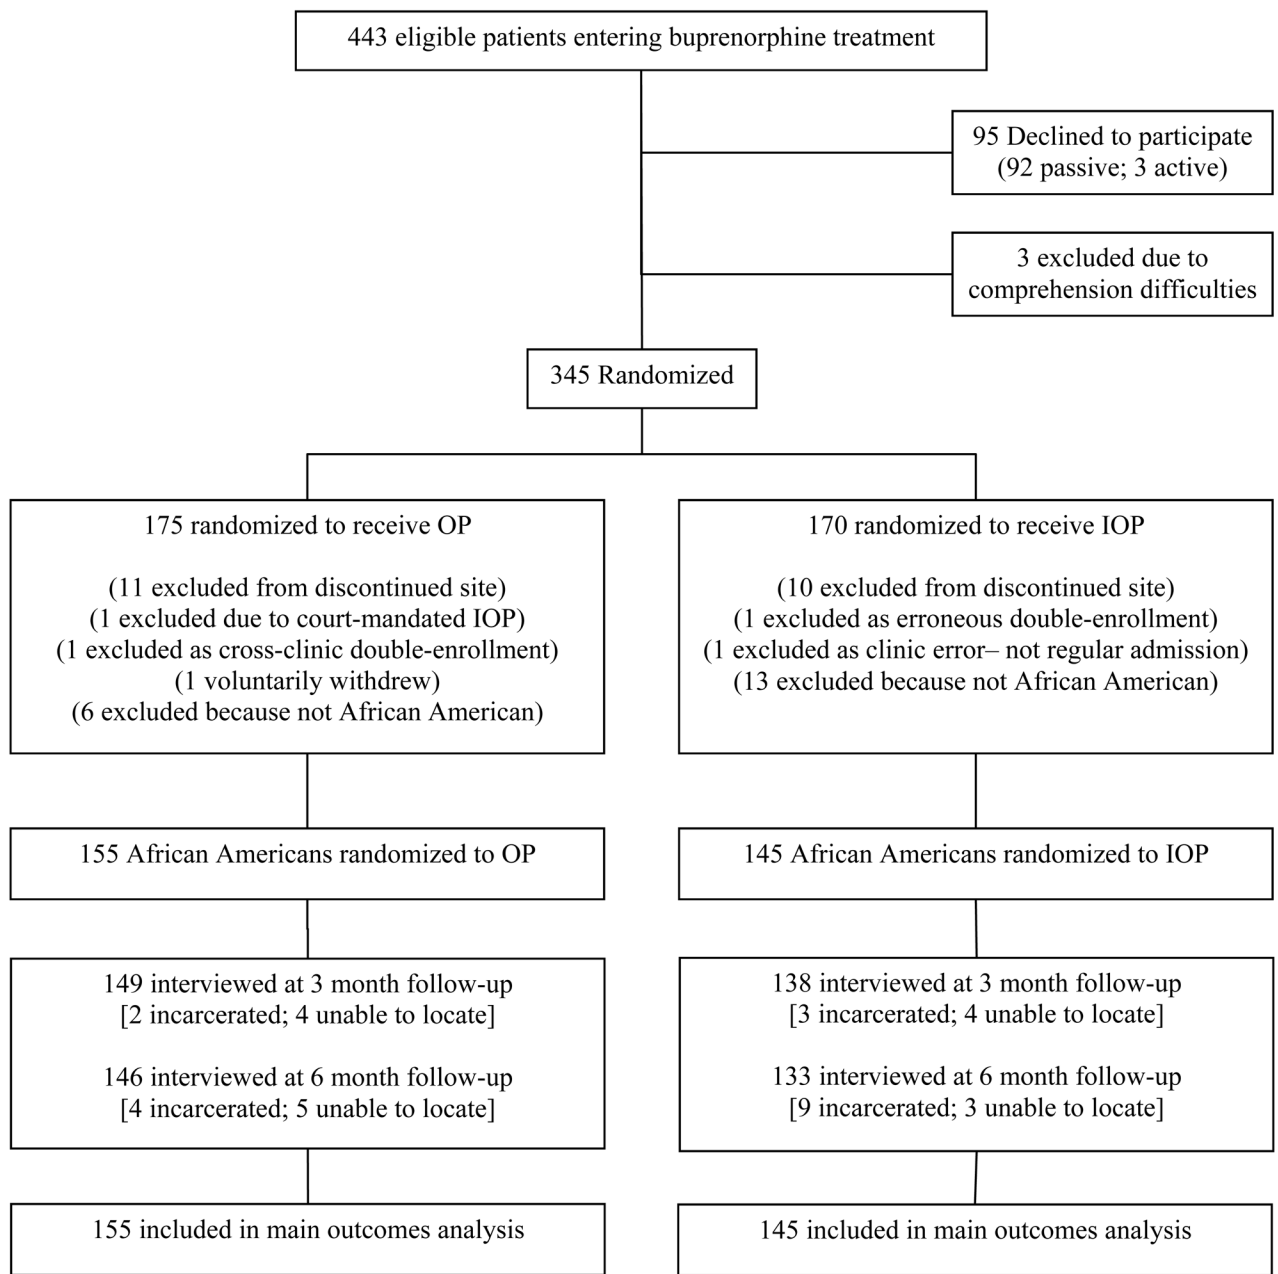 443 eligible patients entering buprenorphine treatment
95 Declined to participate
(92 passive; 3 active)
3 excluded due to
comprehension difficulties
345 Randomized
175 randomized to receive OP
(11 excluded from discontinued site)
(1 excluded due to court-mandated IOP)
(1 excluded as cross-clinic double-enrollment)
(1 voluntarily withdrew)
(6 excluded because not African American)
170 randomized to receive IOP
(10 excluded from discontinued site)
(1 excluded as erroneous double-enrollment)
(1 excluded as clinic error– not regular admission)
(13 excluded because not African American)
155 African Americans randomized to OP
145 African Americans randomized to IOP
149 interviewed at 3 month follow-up
[2 incarcerated; 4 unable to locate]
146 interviewed at 6 month follow-up
[4 incarcerated; 5 unable to locate]
138 interviewed at 3 month follow-up
[3 incarcerated; 4 unable to locate]
133 interviewed at 6 month follow-up
[9 incarcerated; 3 unable to locate]
155 included in main outcomes analysis
145 included in main outcomes analysis